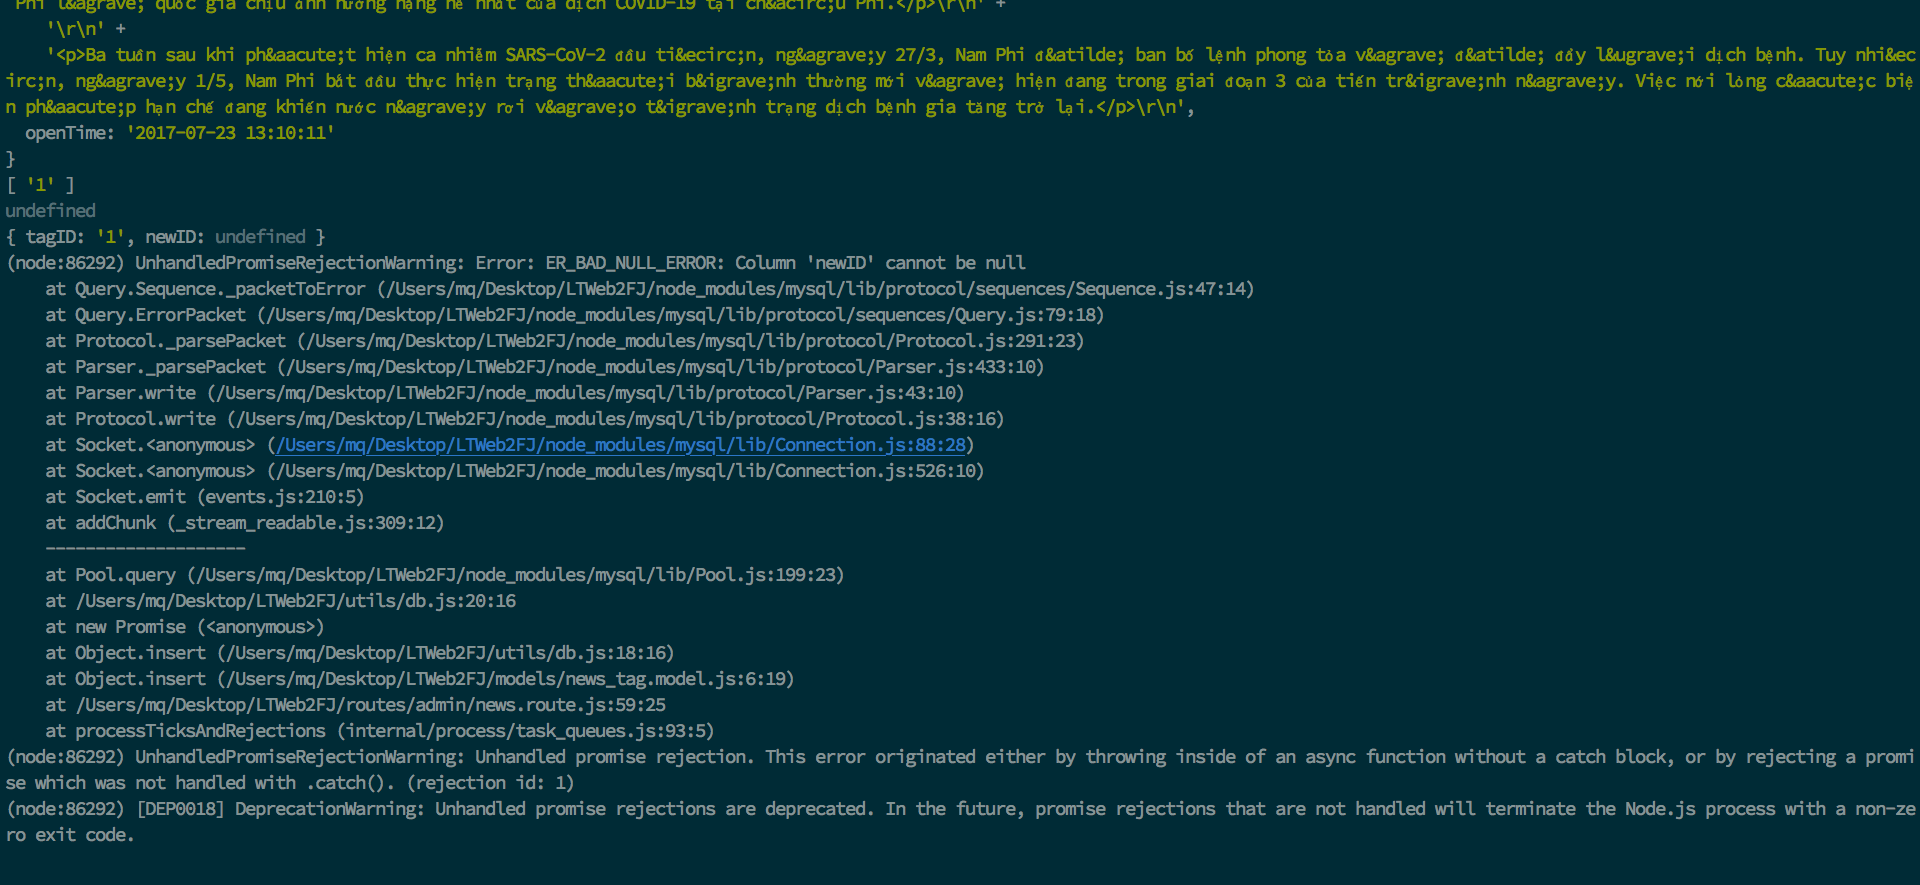 Phi l&agrave; quốc gia chịu ảnh hưởng nặng nề nhất của dịch COVID-19 tại ch&acirc;u Phi.</p>\r\n' +
'\r\n' +
'<p>Ba tuần sau khi ph&aacute;t hiện ca nhiễm SARS-CoV-2 đầu ti&ecirc;n, ng&agrave;y 27/3, Nam Phi đ&atilde; ban bố lệnh phong tỏa v&agrave; đ&atilde; đẩy l&ugrave;i dịch bệnh. Tuy nhi&ec
irc;n, ng&agrave;y 1/5, Nam Phi bắt đầu thực hiện trạng th&aacute;i b&igrave;nh thường mới v&agrave; hiện đang trong giai đoạn 3 của tiến tr&igrave;nh n&agrave;y. Việc nới lỏng c&aacute;c biệ
n ph&aacute;p hạn chế đang khiến nước n&agrave;y rơi v&agrave;o t&igrave;nh trạng dịch bệnh gia tăng trở lại.</p>\r\n',
openTime: '2017-07-23 13:10:11'
}
[ '1' ]
undefined
{ tagID: '1', newID: undefined }
(node:86292) UnhandledPromiseRejectionWarning: Error: ER_BAD_NULL_ERROR: Column 'newID' cannot be null
at Query.Sequence._packetToError (/Users/mq/Desktop/LTWeb2FJ/node_modules/mysql/lib/protocol/sequences/Sequence.js:47:14)
at Query.ErrorPacket (/Users/mq/Desktop/LTWeb2FJ/node_modules/mysql/lib/protocol/sequences/Query.js:79:18)
at Protocol._parsePacket (/Users/mq/Desktop/LTWeb2FJ/node_modules/mysql/lib/protocol/Protocol.js:291:23)
at Parser._parsePacket (/Users/mq/Desktop/LTWeb2FJ/node_modules/mysql/lib/protocol/Parser.js:433:10)
at Parser.write (/Users/mq/Desktop/LTWeb2FJ/node_modules/mysql/lib/protocol/Parser.js:43:10)
at Protocol.write (/Users/mq/Desktop/LTWeb2FJ/node_modules/mysql/lib/protocol/Protocol.js:38:16)
at Socket.<anonymous> (/Users/mq/Desktop/LTWeb2FJ/node_modules/mysql/lib/Connection.js:88:28)
at Socket.<anonymous> (/Users/mq/Desktop/LTWeb2FJ/node_modules/mysql/lib/Connection.js:526:10)
at Socket.emit (events.js:210:5)
at addChunk (_stream_readable.js:309:12)
--------------------
at Pool.query (/Users/mq/Desktop/LTWeb2FJ/node_modules/mysql/lib/Pool.js:199:23)
at /Users/mq/Desktop/LTWeb2FJ/utils/db.js:20:16
at new Promise (<anonymous>)
at Object.insert (/Users/mq/Desktop/LTWeb2FJ/utils/db.js:18:16)
at Object.insert (/Users/mq/Desktop/LTWeb2FJ/models/news_tag.model.js:6:19)
at /Users/mq/Desktop/LTWeb2FJ/routes/admin/news.route.js:59:25
at processTicksAndRejections (internal/process/task_queues.js:93:5)
(node:86292) UnhandledPromiseRejectionWarning: Unhandled promise rejection. This error originated either by throwing inside of an async function without a catch block, or by rejecting a promi
se which was not handled with .catch(). (rejection id: 1)
(node:86292) [DEP0018] DeprecationWarning: Unhandled promise rejections are deprecated. In the future, promise rejections that are not handled will terminate the Node.js process with a non-ze
ro exit code.